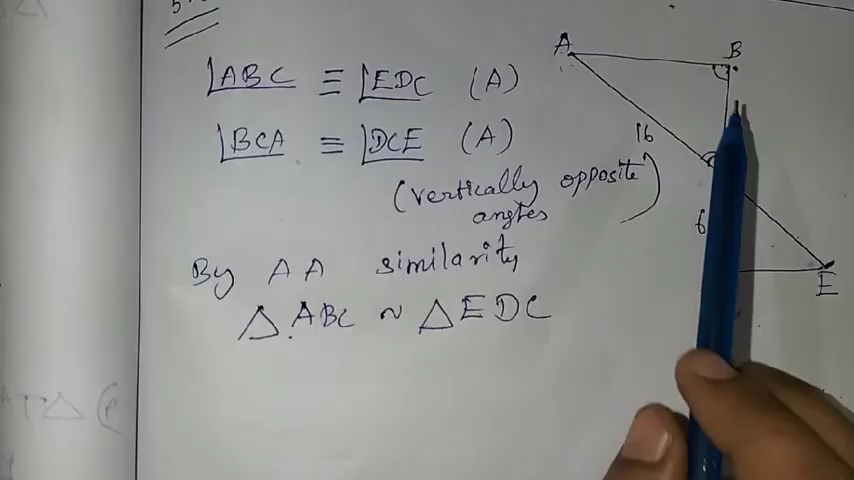 ∠ABC ≡ ∠EDC (A)
∠BCA ≡ ∠DCE (A)
(vertically opposite
angles)
By AA similarity
△ABC ~ △EDC
A
B
16
6
E